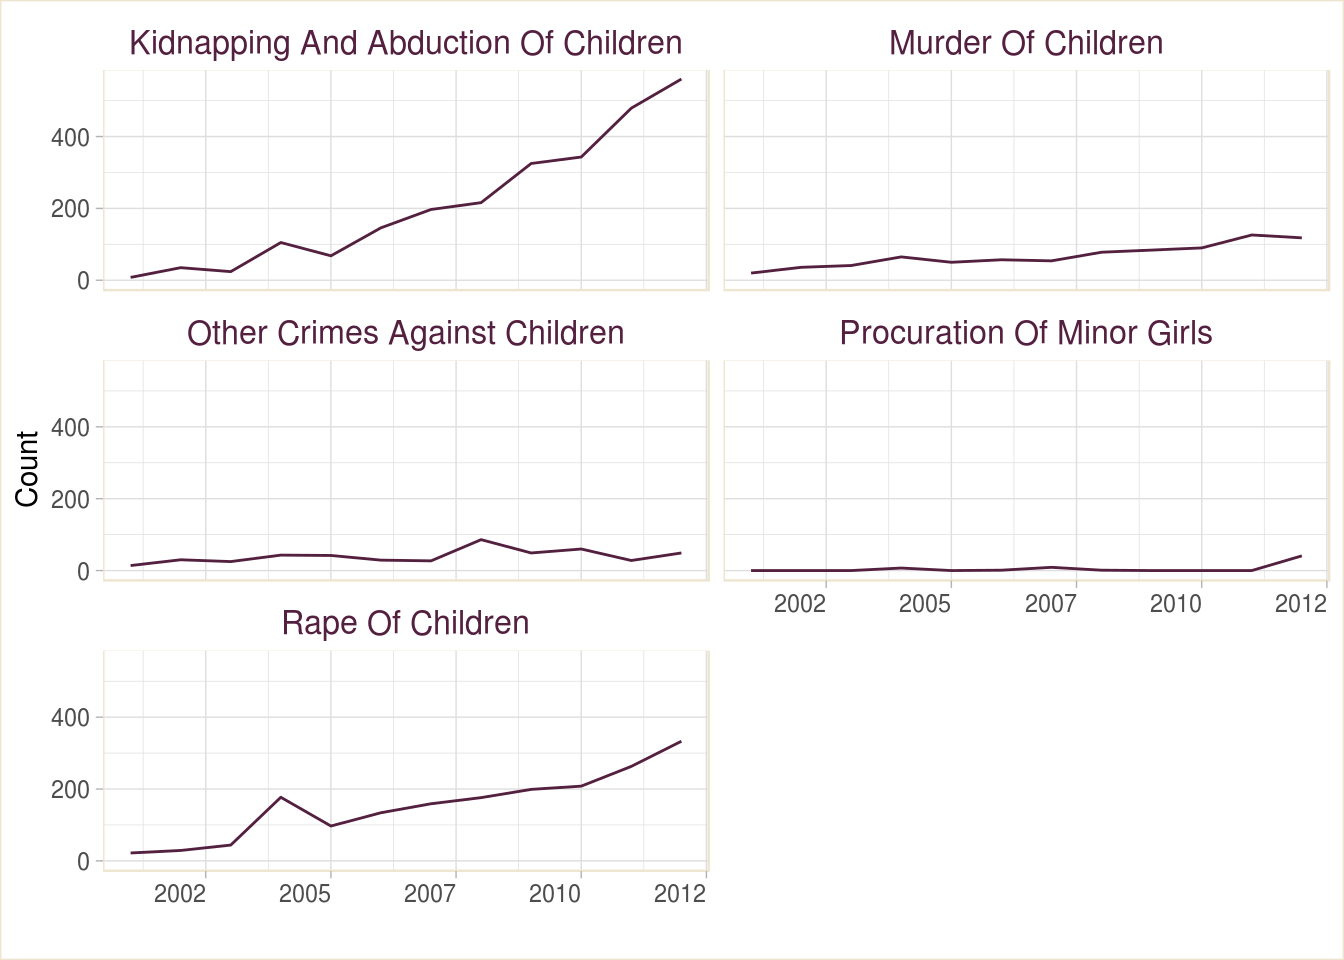 Kidnapping And Abduction Of Children
Murder Of Children
400
200
0
Other Crimes Against Children
Procuration Of Minor Girls
Count
400
200
0
2002 2005 2007 2010 2012
Rape Of Children
400
200
0
2002 2005 2007 2010 2012